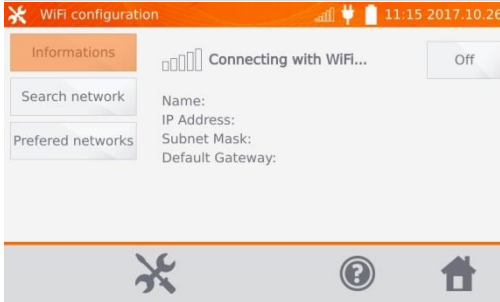 WiFi configuration
11:15 2017.10.26
Informations
Connecting with WiFi...
Off
Search network
Prefered networks
Name:
IP Address:
Subnet Mask:
Default Gateway:
?